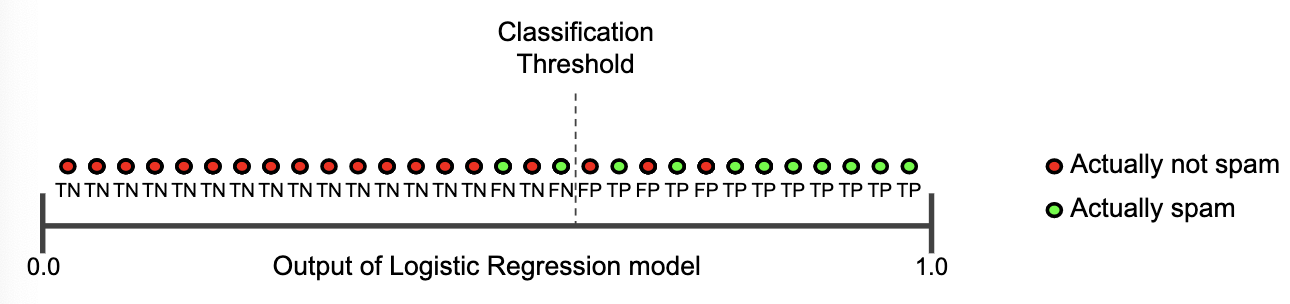 Classification
Threshold
TN TN TN TN TN TN TN TN TN TN TN TN TN TN TN FN TN FN FP TP FP TP FP TP TP TP TP TP TP TP
0.0
Output of Logistic Regression model
1.0
Actually not spam
Actually spam